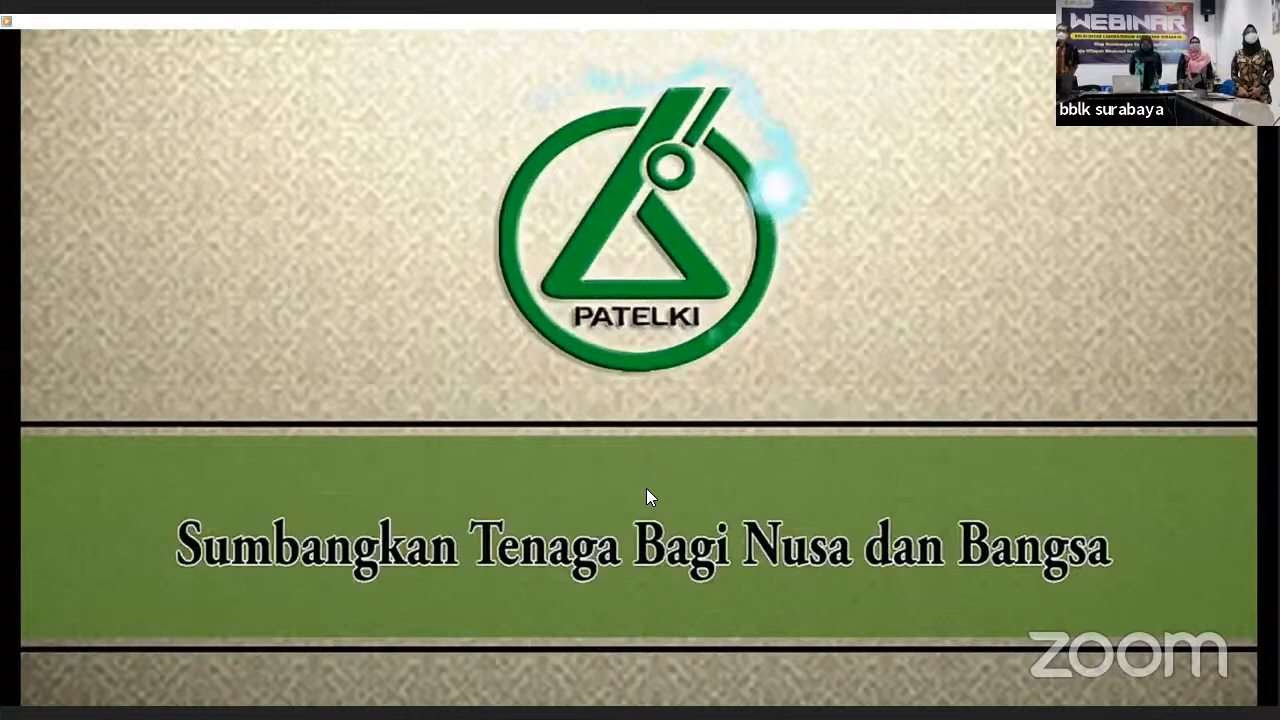 WEBINAR
bblk surabaya
PATELKI
Sumbangkan Tenaga Bagi Nusa dan Bangsa
zoom